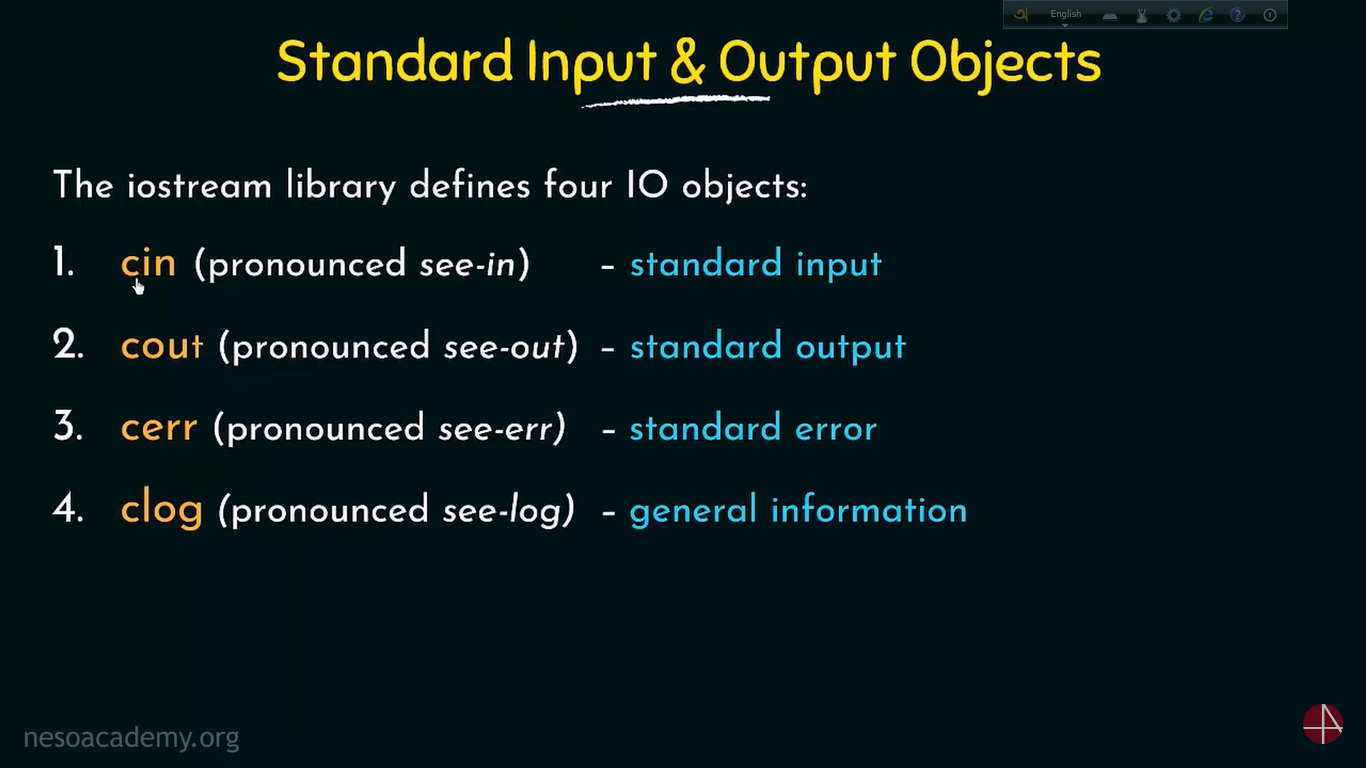 অ English
Standard Input & Output Objects
The iostream library defines four IO objects:
1. cin (pronounced see-in) – standard input
2. cout (pronounced see-out) – standard output
3. cerr (pronounced see-err) – standard error
4. clog (pronounced see-log) – general information
nesoacademy.org